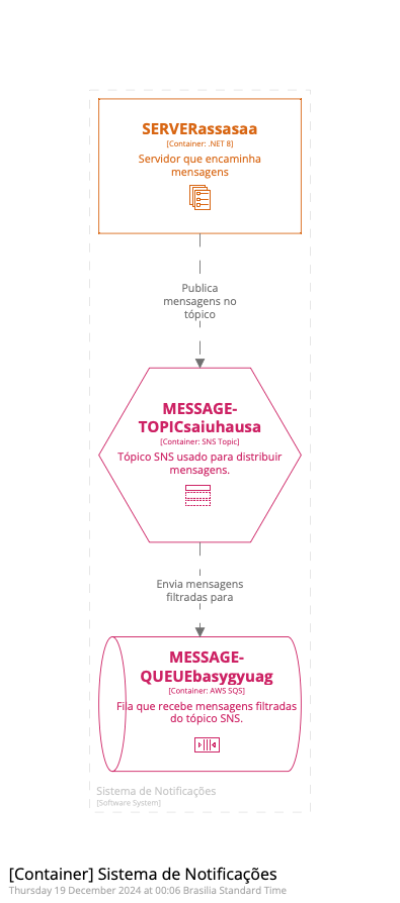 SERVERassasaa
[Container: .NET 8]
Servidor que encaminha
mensagens
Publica
mensagens no
tópico
MESSAGE-
TOPICsaiuhausa
[Container: SNS Topic]
Tópico SNS usado para distribuir
mensagens.
Envia mensagens
filtradas para
MESSAGE-
QUEUEbasygyuag
[Container: AWS SQS]
Fila que recebe mensagens filtradas
do tópico SNS.
Sistema de Notificações
[Software System]
[Container] Sistema de Notificações
Thursday 19 December 2024 at 00:06 Brasilia Standard Time